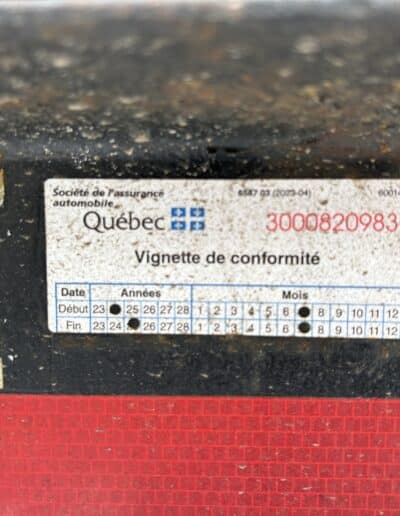 Société de l'assurance 6587 03 (2023-04) 6001
automobile
Québec 3000820983
Vignette de conformité
Date Années Mois
Début 23 25 26 27 28 1 2 3 4 5 6 8 9 10 11 12
Fin 23 24 26 27 28 1 2 3 4 5 6 8 9 10 11 12